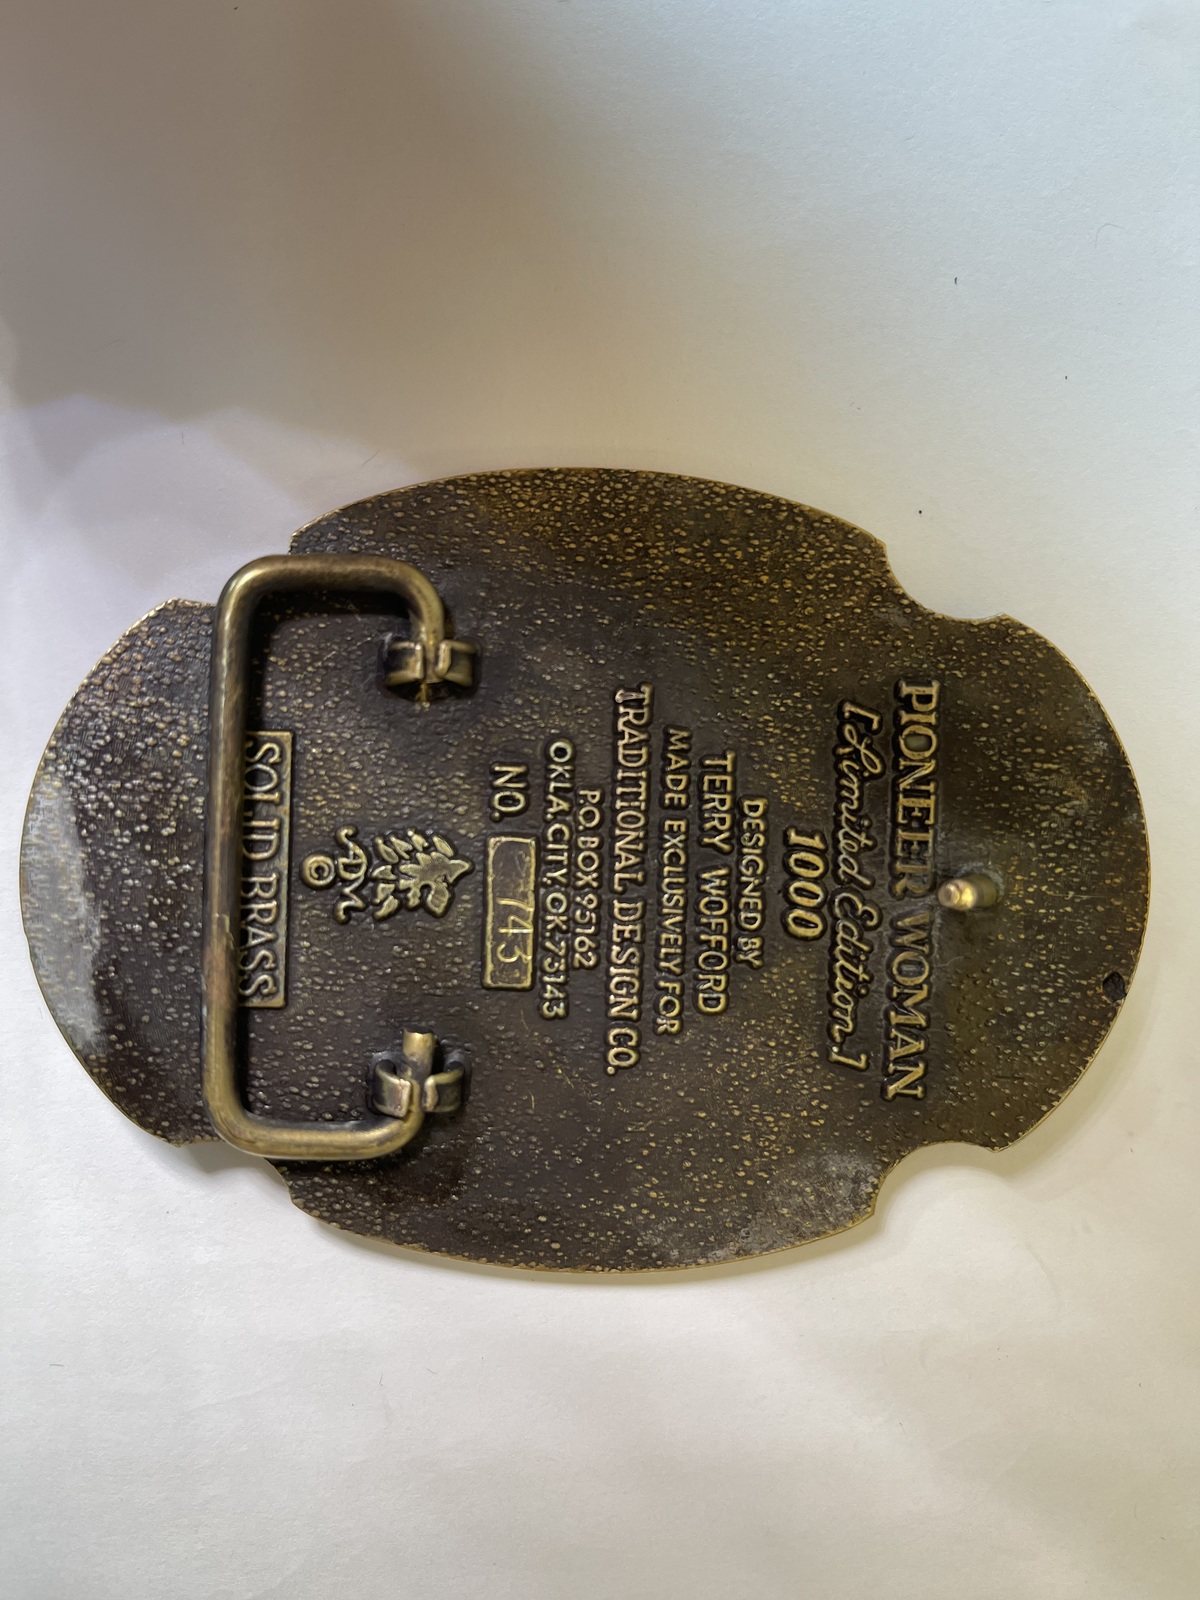 PIONEER WOMAN
[Limited Edition]
1000
DESIGNED BY
TERRY WOFFORD
MADE EXCLUSIVELY FOR
TRADITIONAL DESIGN CO.
P.O. BOX 95162
OKLA. CITY, OK. 73143
NO. 743
©
SOLID BRASS